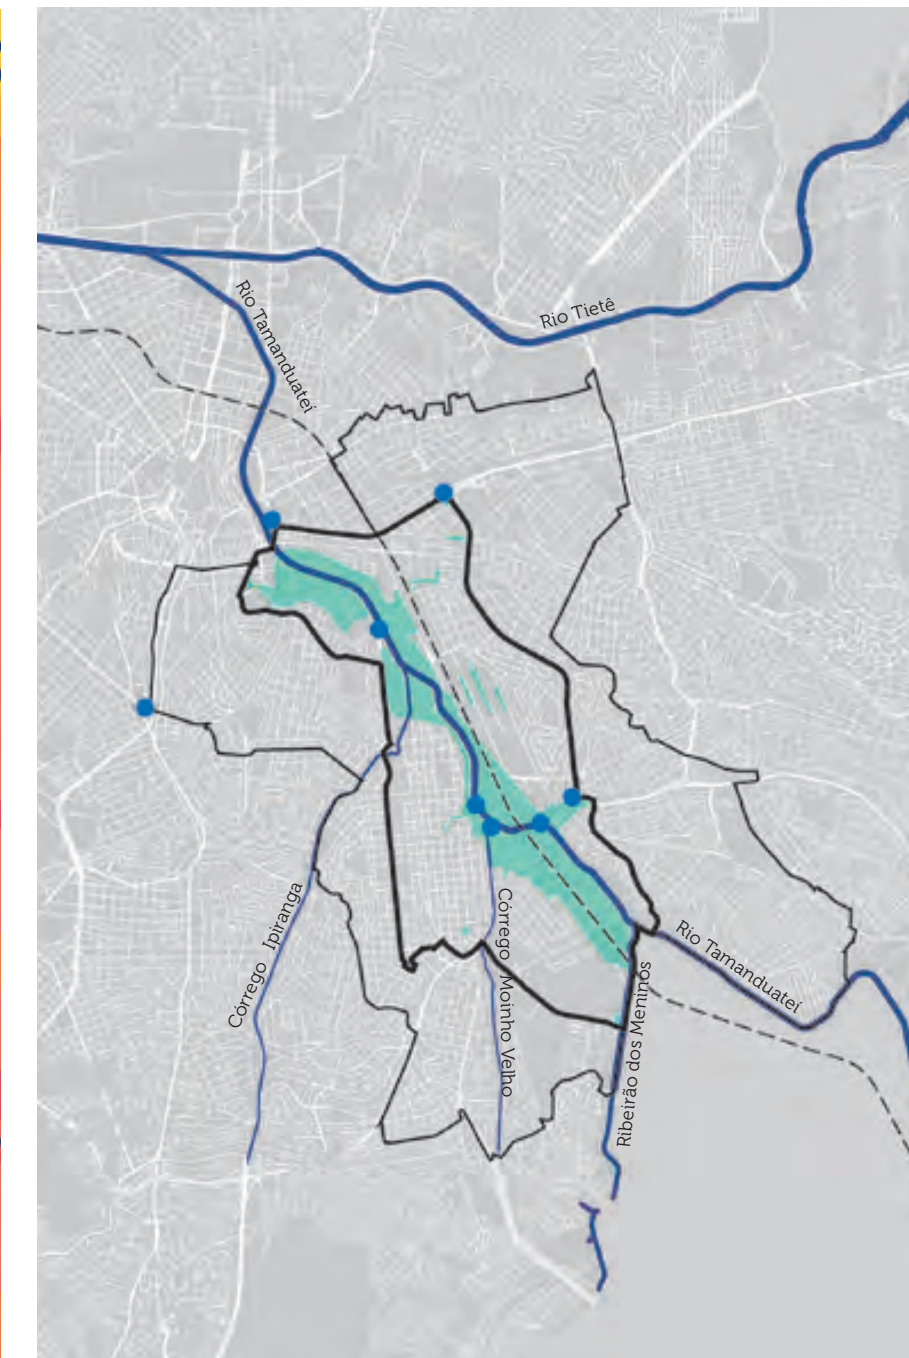 Rio Tietê
Rio Tamanduateí
Córrego Ipiranga
Córrego Moinho Velho
Rio Tamanduateí
Ribeirão dos Meninos